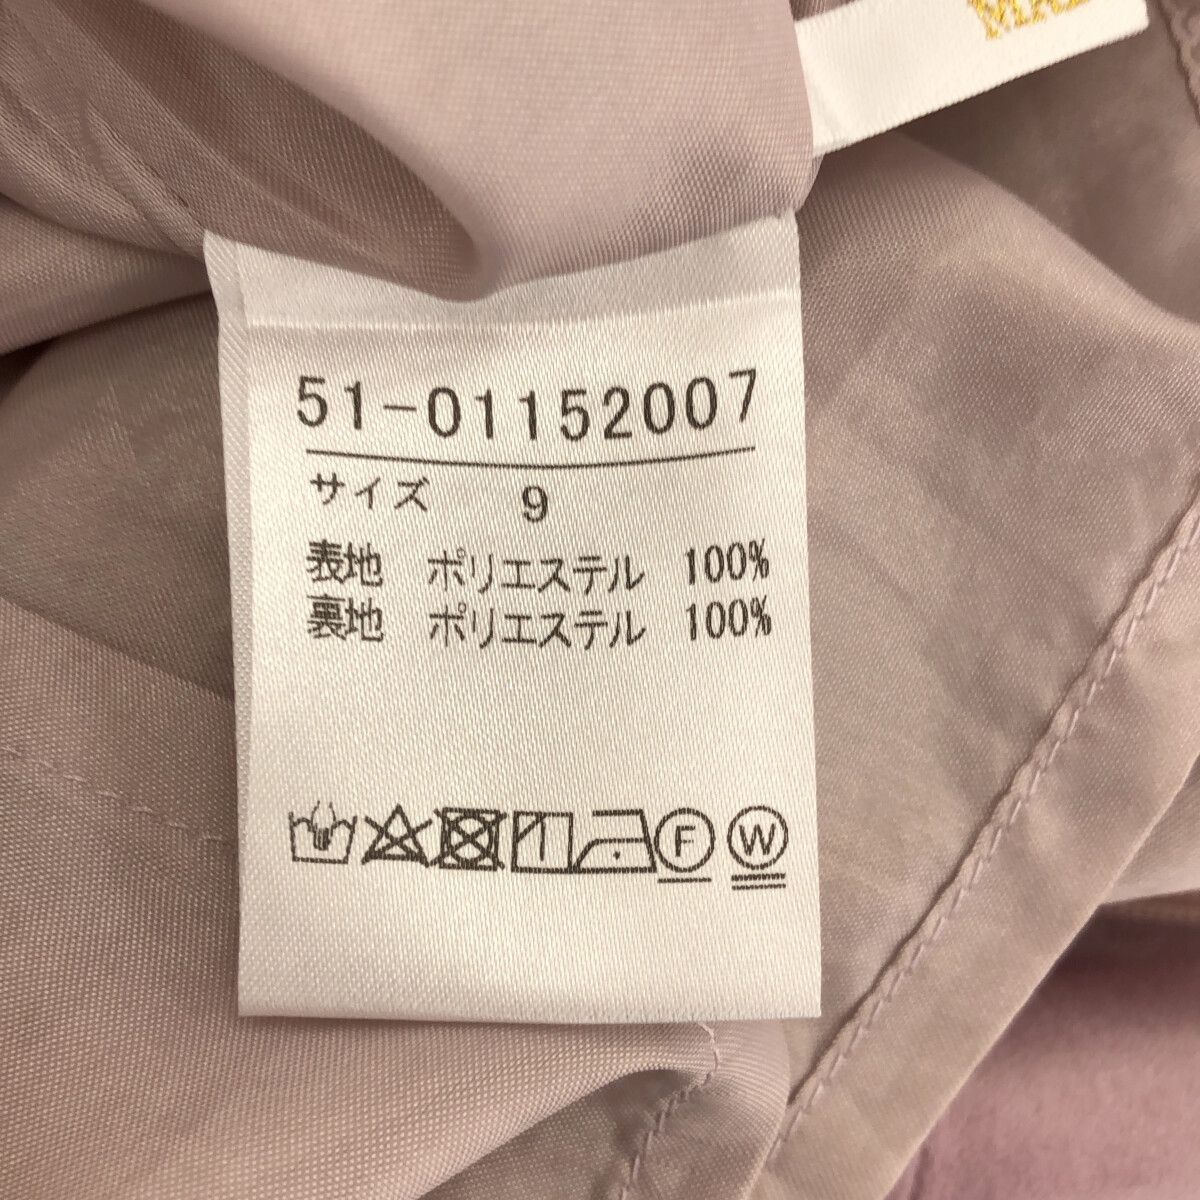 51-01152007
サイズ 9
表地 ポリエステル 100%
裏地 ポリエステル 100%
F W